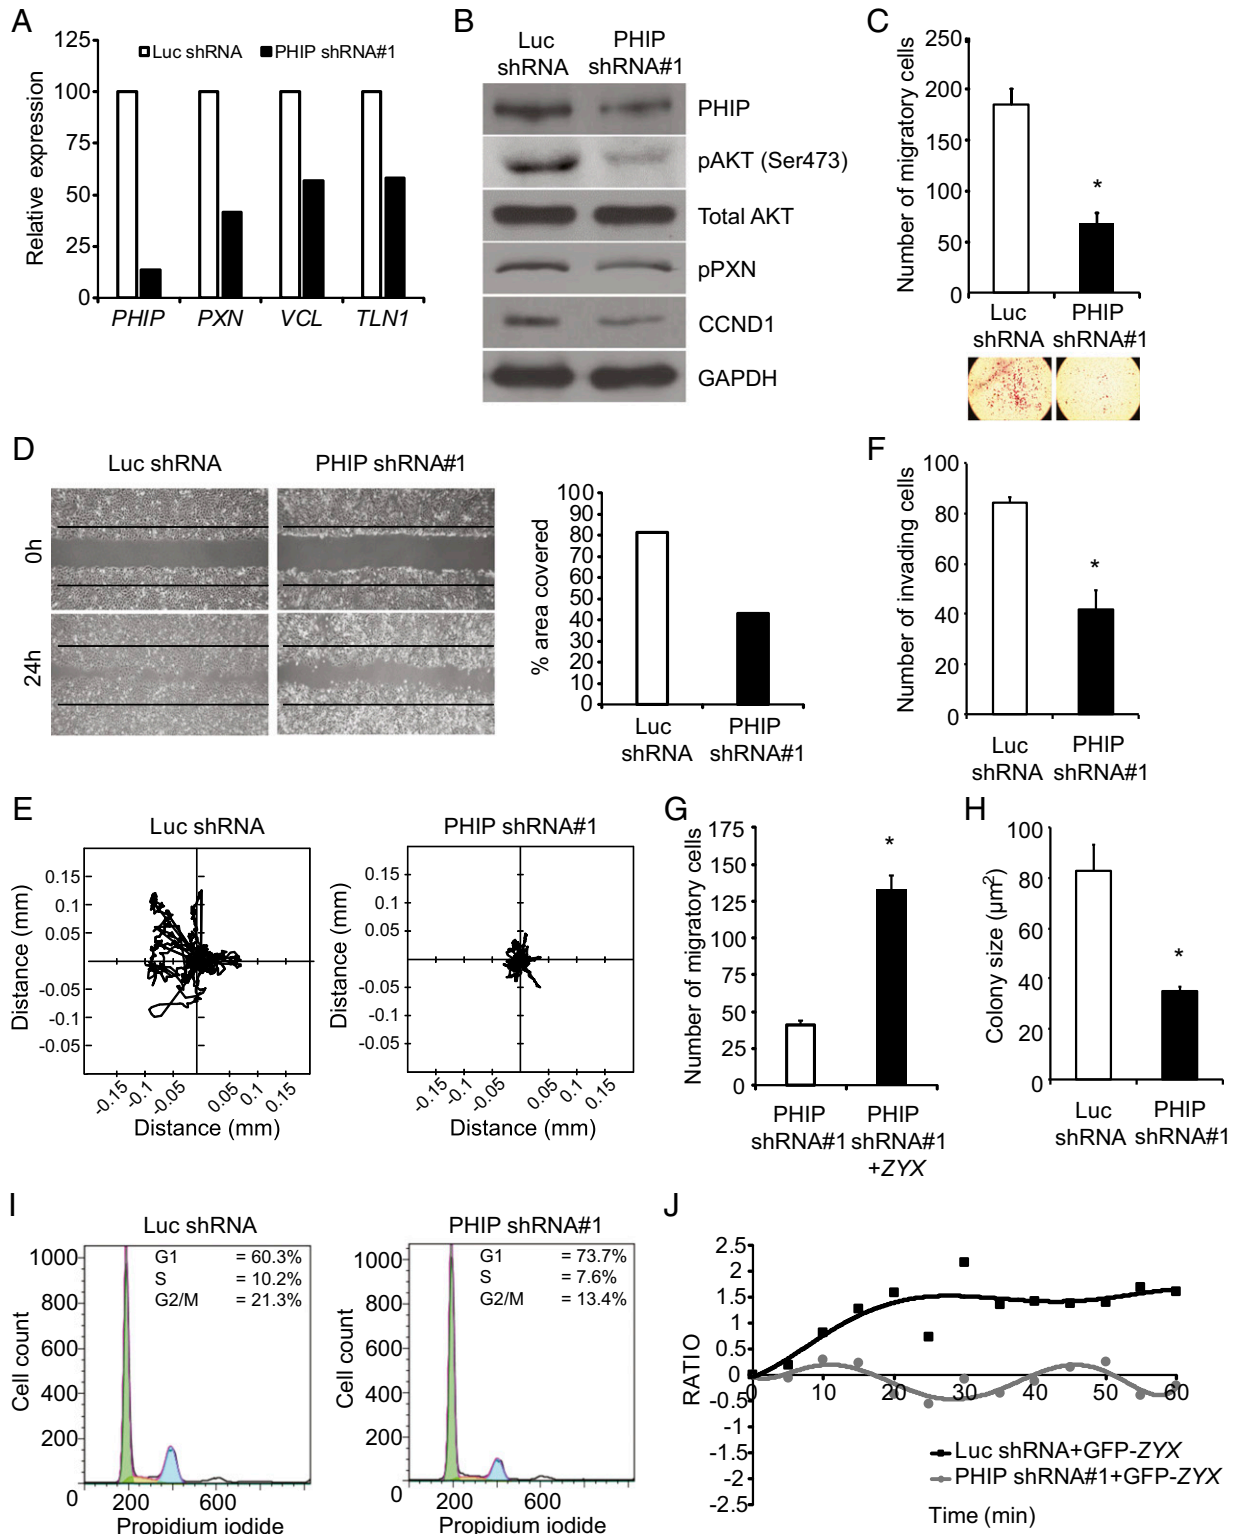 A
125
100
75
50
25
0
Relative expression
Luc shRNA
PHIP shRNA#1
PHIP
PXN
VCL
TLN1
B
Luc
shRNA
PHIP
shRNA#1
PHIP
pAKT (Ser473)
Total AKT
pPXN
CCND1
GAPDH
C
250
200
150
100
50
0
Number of migratory cells
*
Luc
shRNA
PHIP
shRNA#1
D
Luc shRNA
PHIP shRNA#1
0h
24h
100
90
80
70
60
50
40
30
20
10
0
% area covered
Luc
shRNA
PHIP
shRNA#1
F
100
80
60
40
20
0
Number of invading cells
*
Luc
shRNA
PHIP
shRNA#1
E
Luc shRNA
0.15
0.1
0.05
-0.05
-0.1
-0.05
Distance (mm)
-0.15
-0.1
-0.05
0.05
0.1
0.15
Distance (mm)
PHIP shRNA#1
0.15
0.1
0.05
-0.05
-0.1
-0.05
Distance (mm)
-0.15
-0.1
-0.05
0.05
0.1
0.15
Distance (mm)
G
175
150
125
100
75
50
25
0
Number of migratory cells
*
PHIP
shRNA#1
PHIP
shRNA#1
+ZYX
H
100
80
60
40
20
0
Colony size (µm²)
*
Luc
shRNA
PHIP
shRNA#1
I
Luc shRNA
G1 = 60.3%
S = 10.2%
G2/M = 21.3%
1000
800
600
400
200
0
Cell count
200
600
Propidium iodide
PHIP shRNA#1
G1 = 73.7%
S = 7.6%
G2/M = 13.4%
1000
800
600
400
200
0
Cell count
200
600
Propidium iodide
J
2.5
2
1.5
1
0.5
0
-0.5
-1
-1.5
-2
-2.5
RATIO
0
10
20
30
40
50
60
Luc shRNA+GFP-ZYX
PHIP shRNA#1+GFP-ZYX
Time (min)